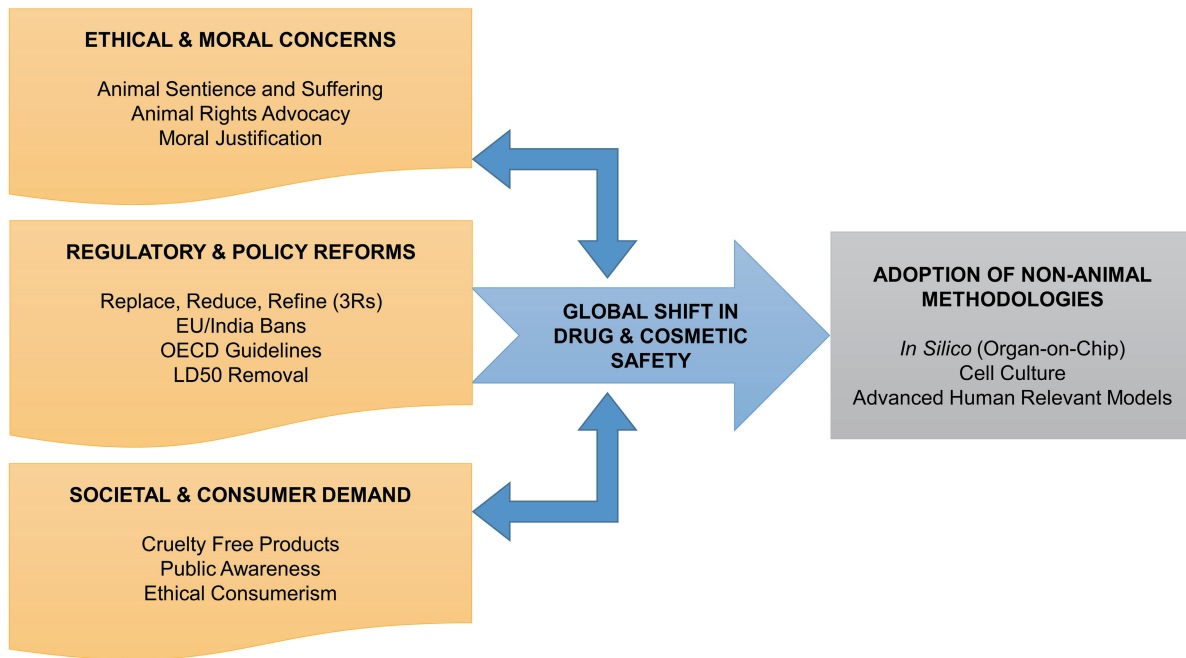 ETHICAL & MORAL CONCERNS
Animal Sentience and Suffering
Animal Rights Advocacy
Moral Justification
REGULATORY & POLICY REFORMS
Replace, Reduce, Refine (3Rs)
EU/India Bans
OECD Guidelines
LD50 Removal
SOCIETAL & CONSUMER DEMAND
Cruelty Free Products
Public Awareness
Ethical Consumerism
GLOBAL SHIFT IN
DRUG & COSMETIC
SAFETY
ADOPTION OF NON-ANIMAL
METHODOLOGIES
In Silico (Organ-on-Chip)
Cell Culture
Advanced Human Relevant Models